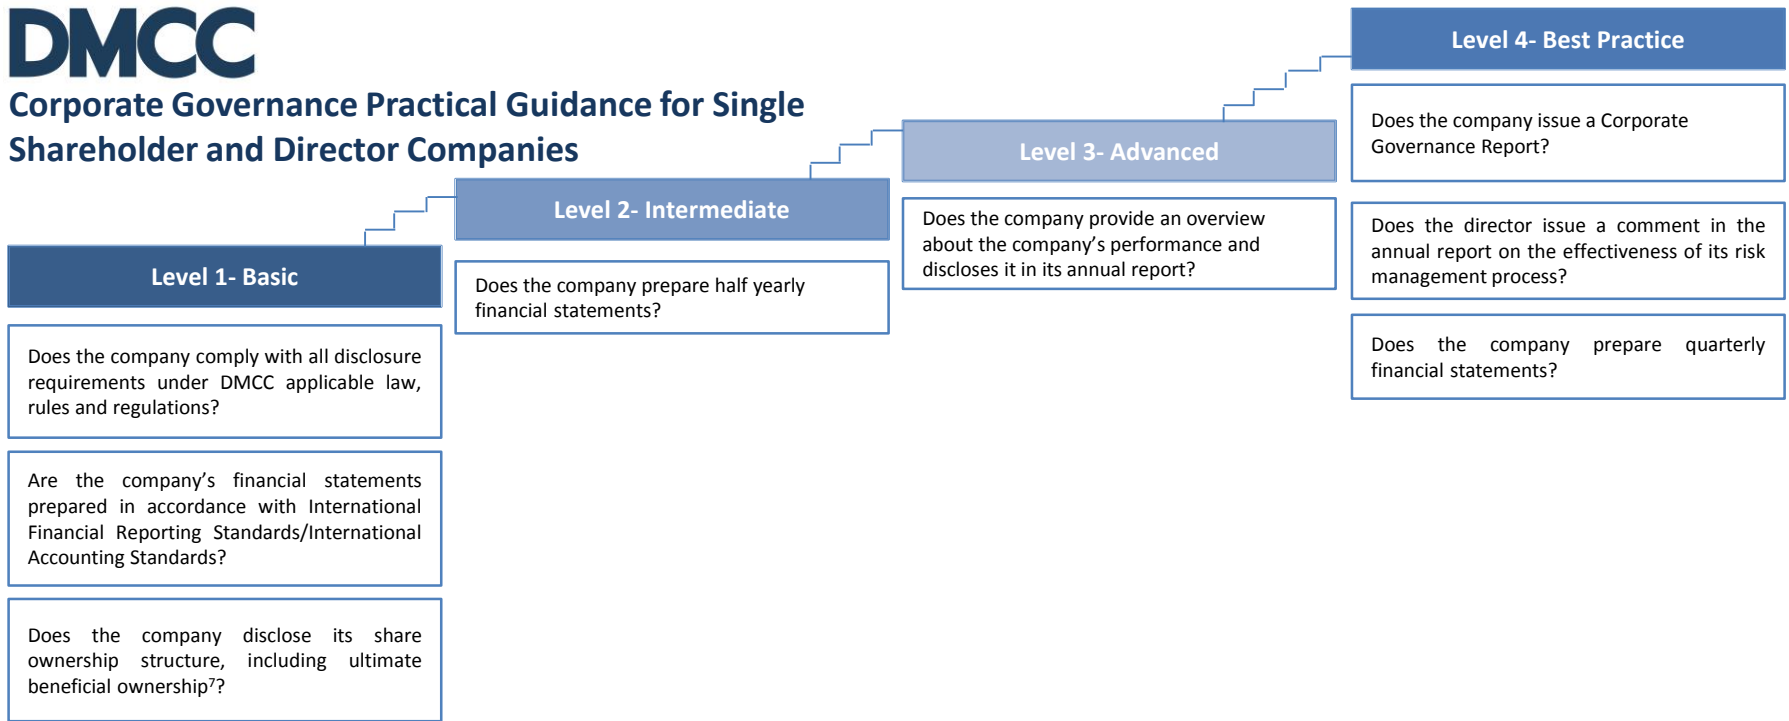 DMCC
Corporate Governance Practical Guidance for Single
Shareholder and Director Companies
Level 1- Basic
Does the company comply with all disclosure
requirements under DMCC applicable law,
rules and regulations?
Are the company’s financial statements
prepared in accordance with International
Financial Reporting Standards/International
Accounting Standards?
Does the company disclose its share
ownership structure, including ultimate
beneficial ownership⁷?
Level 2- Intermediate
Does the company prepare half yearly
financial statements?
Level 3- Advanced
Does the company provide an overview
about the company’s performance and
discloses it in its annual report?
Level 4- Best Practice
Does the company issue a Corporate
Governance Report?
Does the director issue a comment in the
annual report on the effectiveness of its risk
management process?
Does the company prepare quarterly
financial statements?